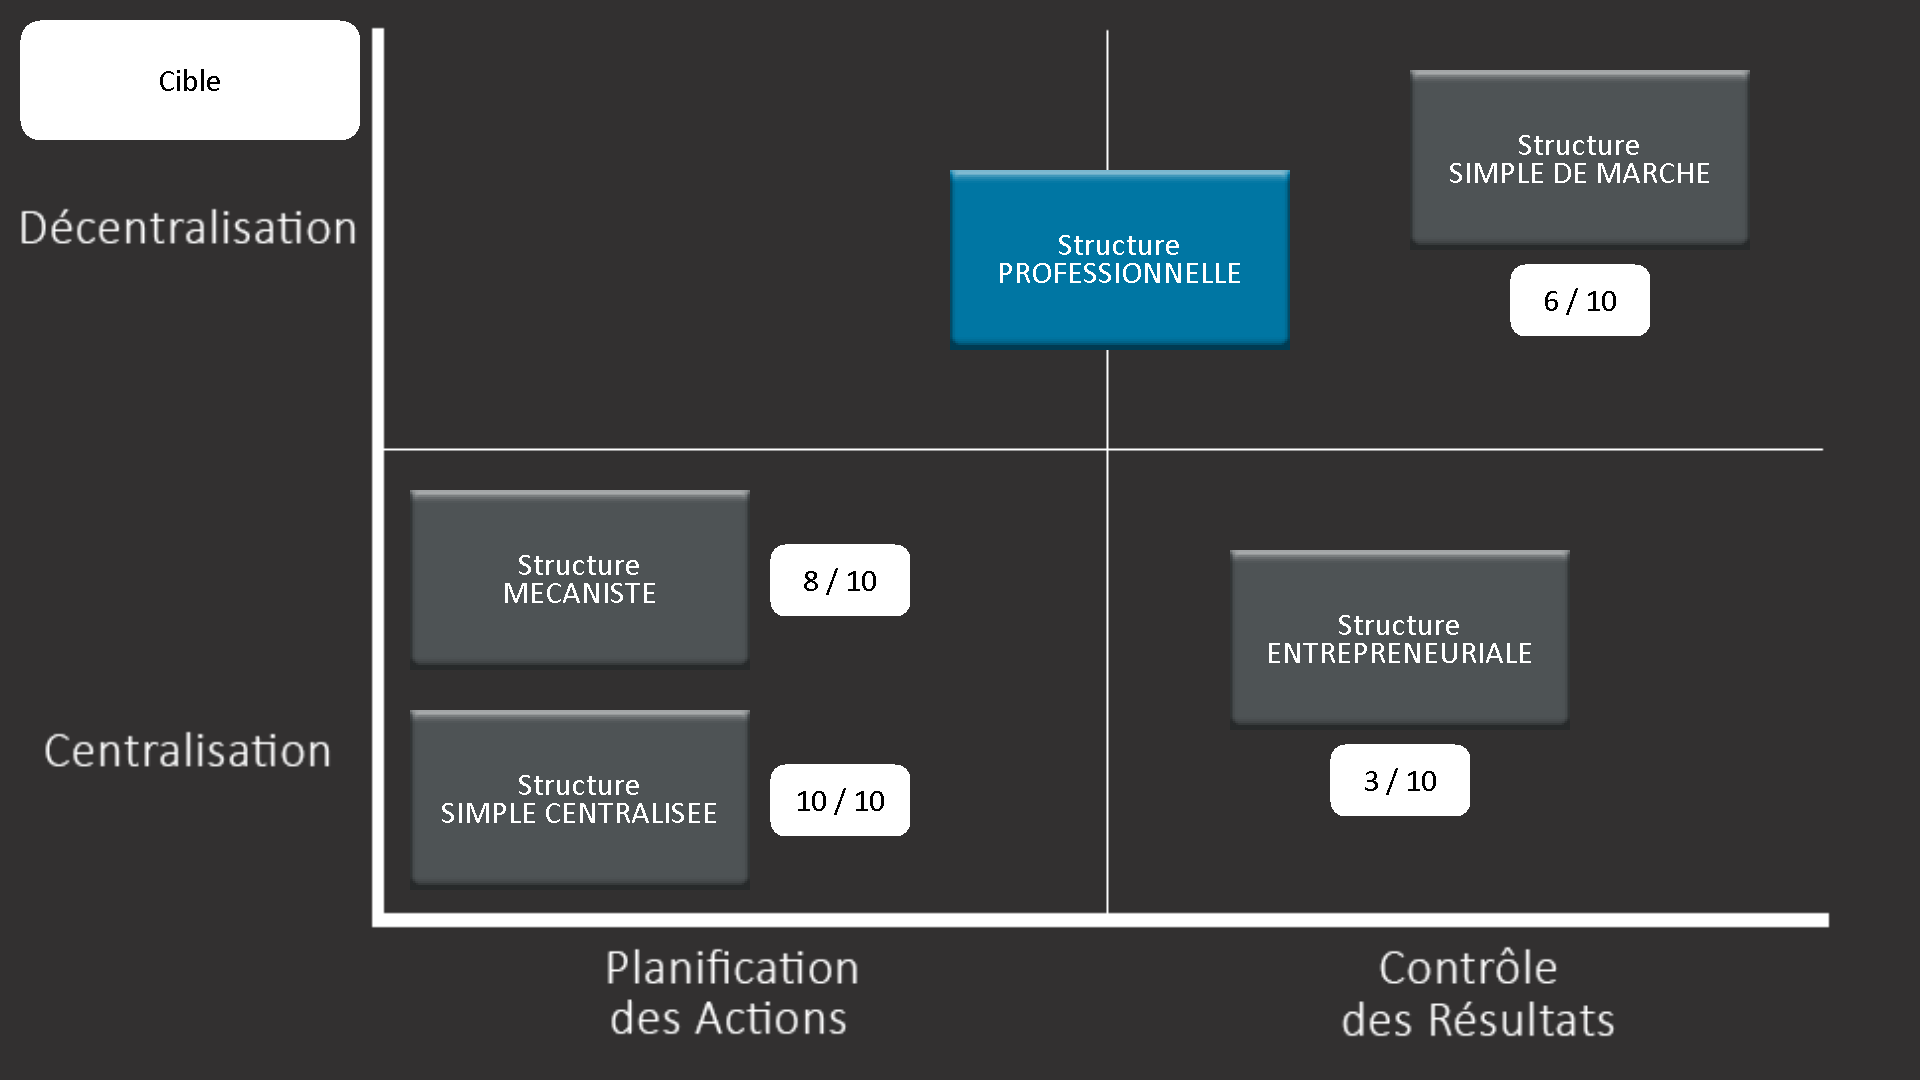 Cible
Décentralisation
Structure
SIMPLE DE MARCHE
6 / 10
Structure
PROFESSIONNELLE
Structure
MECANISTE
8 / 10
Structure
ENTREPRENEURIALE
3 / 10
Centralisation
Structure
SIMPLE CENTRALISEE
10 / 10
Planification
des Actions
Contrôle
des Résultats